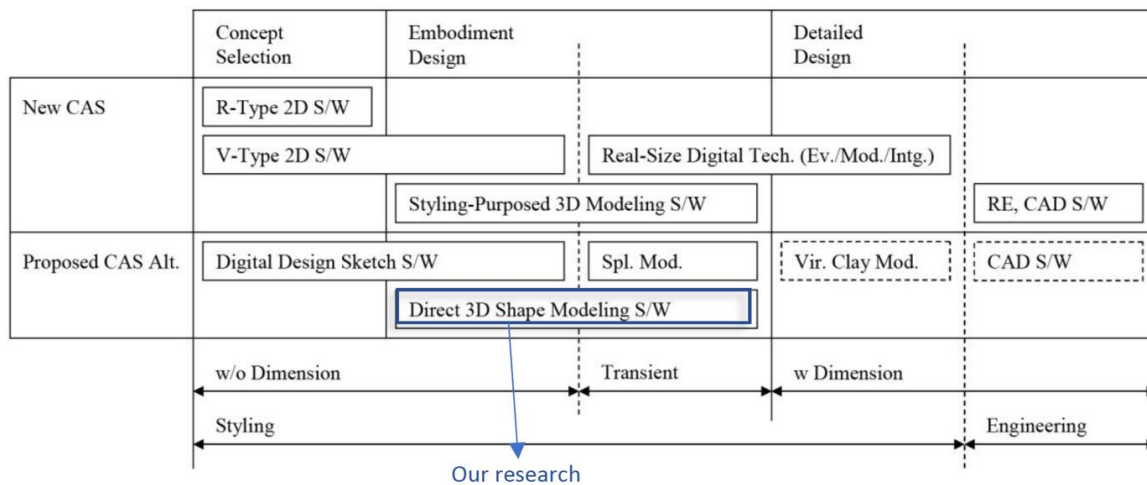 Concept
Selection
Embodiment
Design
Detailed
Design
New CAS
R-Type 2D S/W
V-Type 2D S/W
Real-Size Digital Tech. (Ev./Mod./Intg.)
Styling-Purposed 3D Modeling S/W
RE, CAD S/W
Proposed CAS Alt.
Digital Design Sketch S/W
Spl. Mod.
Vir. Clay Mod.
CAD S/W
Direct 3D Shape Modeling S/W
w/o Dimension
Transient
w Dimension
Styling
Engineering
Our research